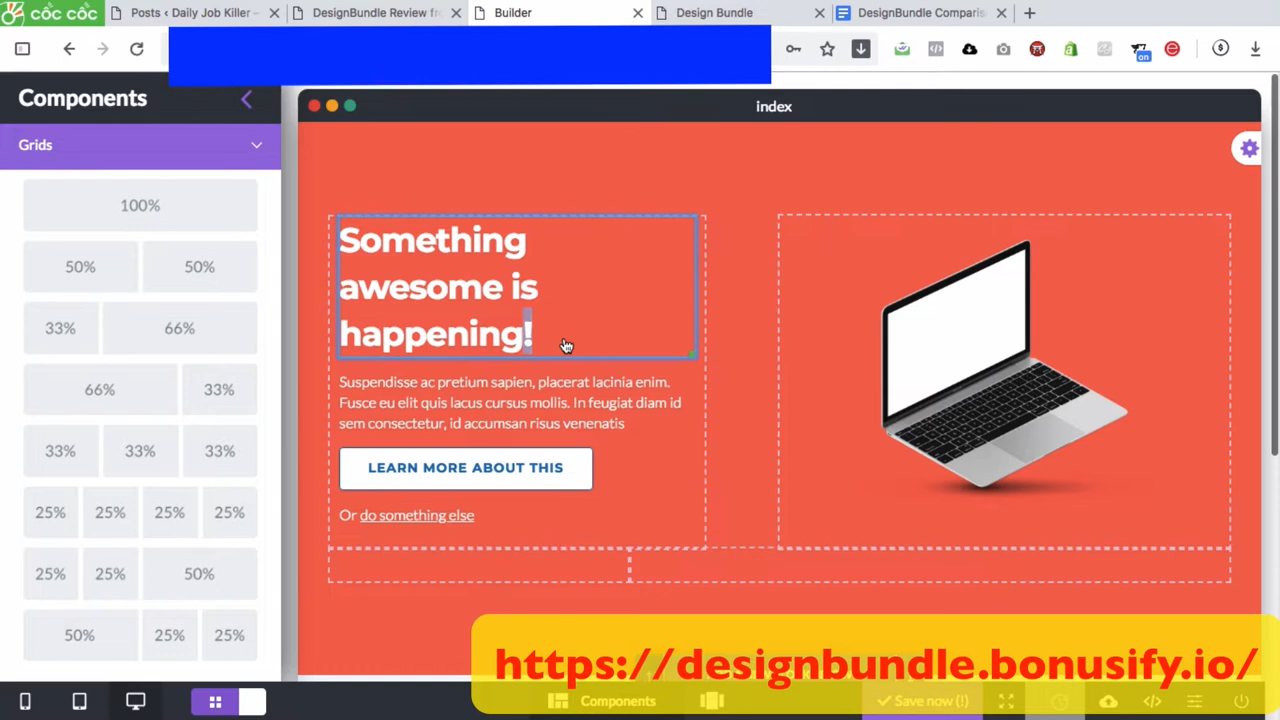 cốc cốc
Posts ‹ Daily Job Killer –
DesignBundle Review fr
Builder
Design Bundle
DesignBundle Comparis
on
Components
Grids
100%
50% 50%
33% 66%
66% 33%
33% 33% 33%
25% 25% 25% 25%
25% 25% 50%
50% 25% 25%
index
Something
awesome is
happening!
Suspendisse ac pretium sapien, placerat lacinia enim.
Fusce eu elit quis lacus cursus mollis. In feugiat diam id
sem consectetur, id accumsan risus venenatis
LEARN MORE ABOUT THIS
Or do something else
https://designbundle.bonusify.io/
Components
Save now (!)